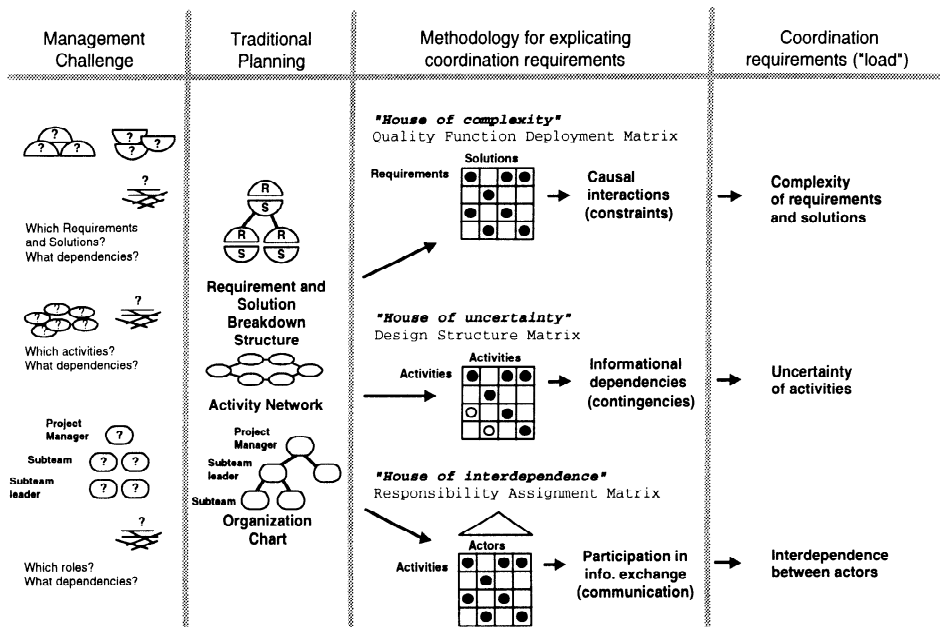 Management
Challenge
Traditional
Planning
Methodology for explicating
coordination requirements
Coordination
requirements ("load")
? ? ?
? ? ?
?
Which Requirements
and Solutions?
What dependencies?
? ? ? ? ? ?
?
Which activities?
What dependencies?
Project
Manager
?
Subteam
? ?
Subteam
leader
? ?
?
Which roles?
What dependencies?
R
S
R R
S S
Requirement and
Solution
Breakdown
Structure
Activity Network
Project
Manager
Subteam
leader
Subteam
Organization
Chart
"House of complexity"
Quality Function Deployment Matrix
Solutions
Requirements
Causal
interactions
(constraints)
Complexity
of requirements
and solutions
"House of uncertainty"
Design Structure Matrix
Activities
Activities
Informational
dependencies
(contingencies)
Uncertainty
of activities
"House of interdependence"
Responsibility Assignment Matrix
Actors
Activities
Participation in
info. exchange
(communication)
Interdependence
between actors